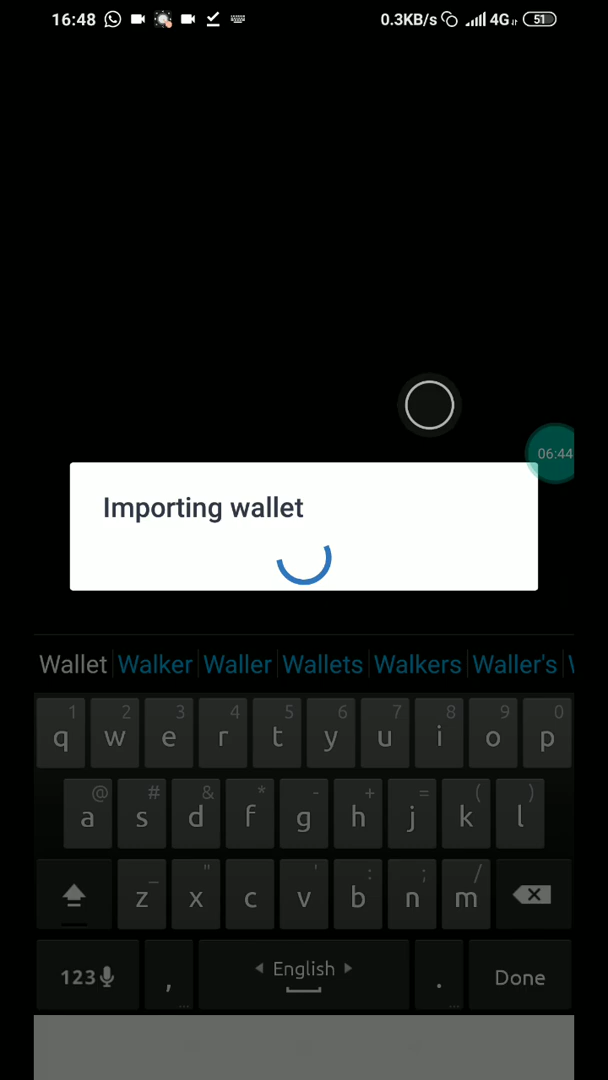 16:48 0.3KB/s 4G 51
06:44
Importing wallet
Wallet Walker Waller Wallets Walkers Waller's
1 2 3 4 5 6 7 8 9 0
q w e r t y u i o p
@ # & * - + = ( )
a s d f g h j k l
_ " ' : ; /
z x c v b n m
123 , English . Done